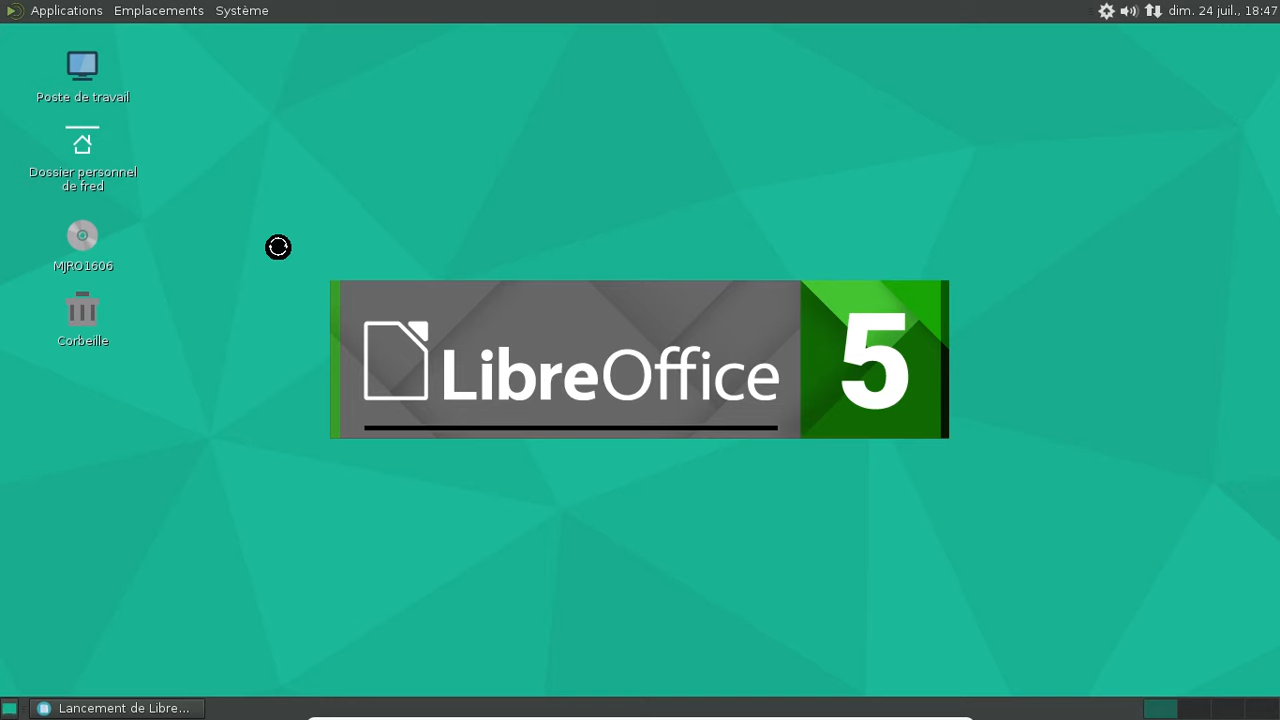 Applications Emplacements Système
dim. 24 juil., 18:47
Poste de travail
Dossier personnel
de fred
MJRO1606
Corbeille
LibreOffice 5
Lancement de Libre...